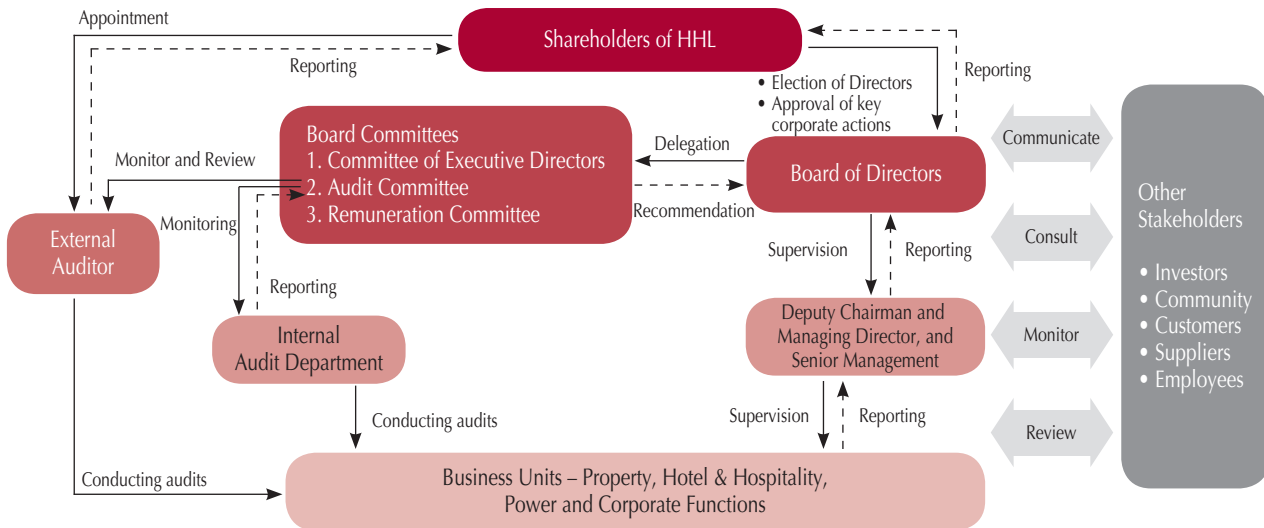 Appointment
Shareholders of HHL
Reporting
Reporting
• Election of Directors
• Approval of key
corporate actions
Board Committees
1. Committee of Executive Directors
2. Audit Committee
3. Remuneration Committee
Monitor and Review
Delegation
Recommendation
Board of Directors
Communicate
Monitoring
External
Auditor
Supervision
Reporting
Consult
Other
Stakeholders
• Investors
• Community
• Customers
• Suppliers
• Employees
Reporting
Internal
Audit Department
Deputy Chairman and
Managing Director, and
Senior Management
Monitor
Conducting audits
Supervision
Reporting
Review
Conducting audits
Business Units – Property, Hotel & Hospitality,
Power and Corporate Functions